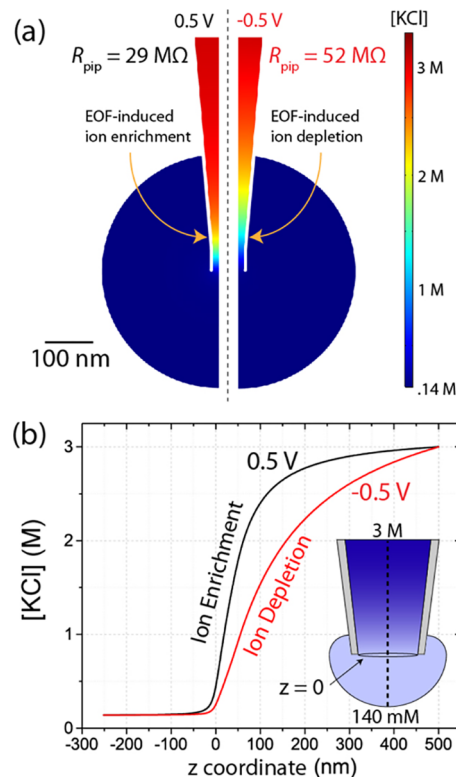 (a)
0.5 V
-0.5 V
[KCl]
R_pip = 29 MΩ
R_pip = 52 MΩ
3 M
EOF-induced
ion enrichment
EOF-induced
ion depletion
2 M
1 M
100 nm
.14 M
(b)
3
0.5 V
-0.5 V
2
[KCl] (M)
Ion Enrichment
Ion Depletion
3 M
1
z = 0
0
140 mM
-300 -200 -100 0 100 200 300 400 500
z coordinate (nm)